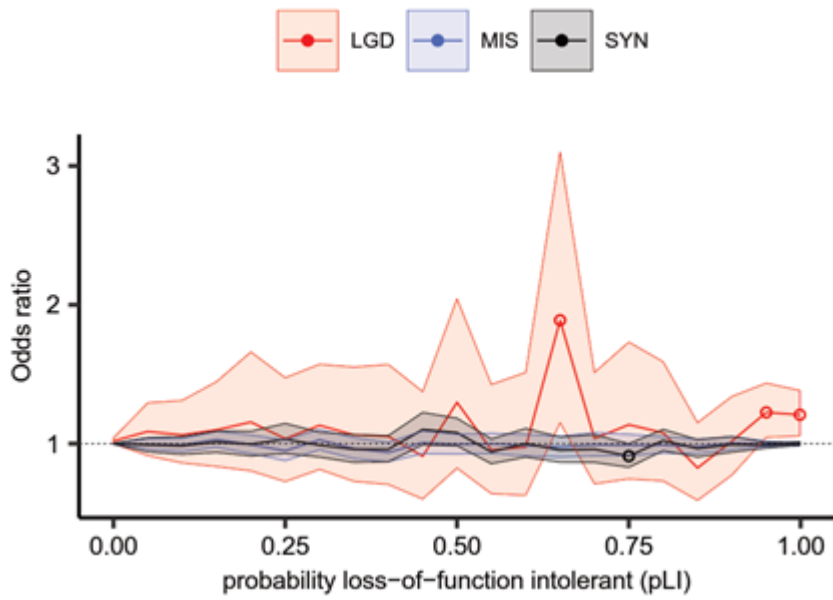 LGD MIS SYN
3
2
1
Odds ratio
0.00 0.25 0.50 0.75 1.00
probability loss−of−function intolerant (pLI)